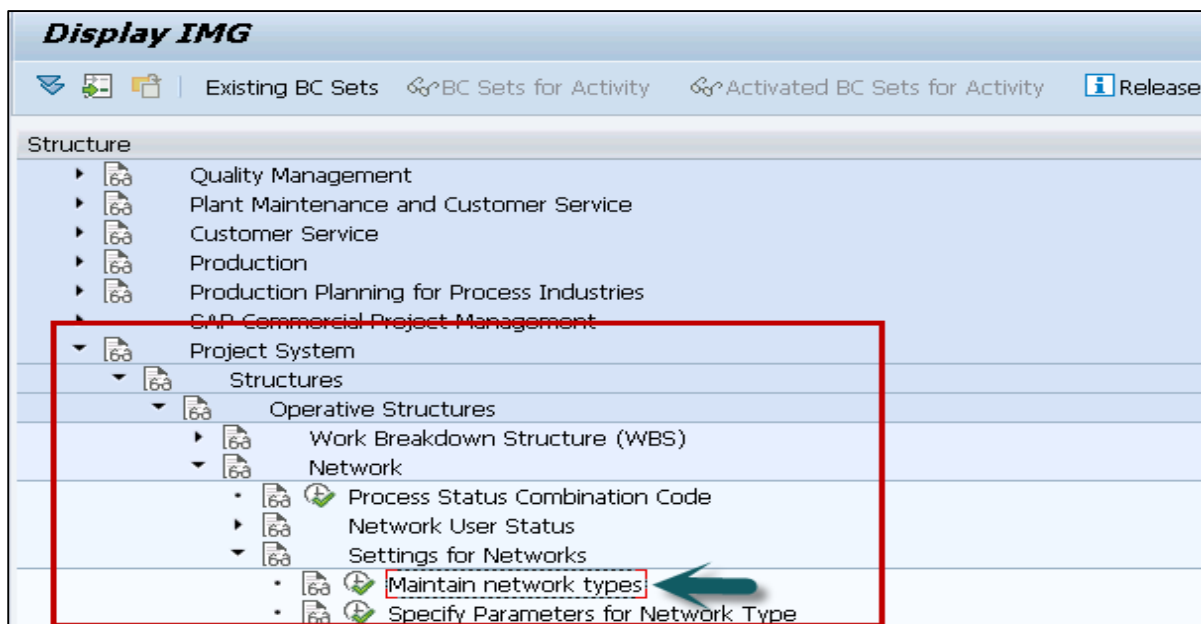 Display IMG
Existing BC Sets BC Sets for Activity Activated BC Sets for Activity Release
Structure
Quality Management
Plant Maintenance and Customer Service
Customer Service
Production
Production Planning for Process Industries
SAP Commercial Project Management
Project System
Structures
Operative Structures
Work Breakdown Structure (WBS)
Network
Process Status Combination Code
Network User Status
Settings for Networks
Maintain network types
Specify Parameters for Network Type